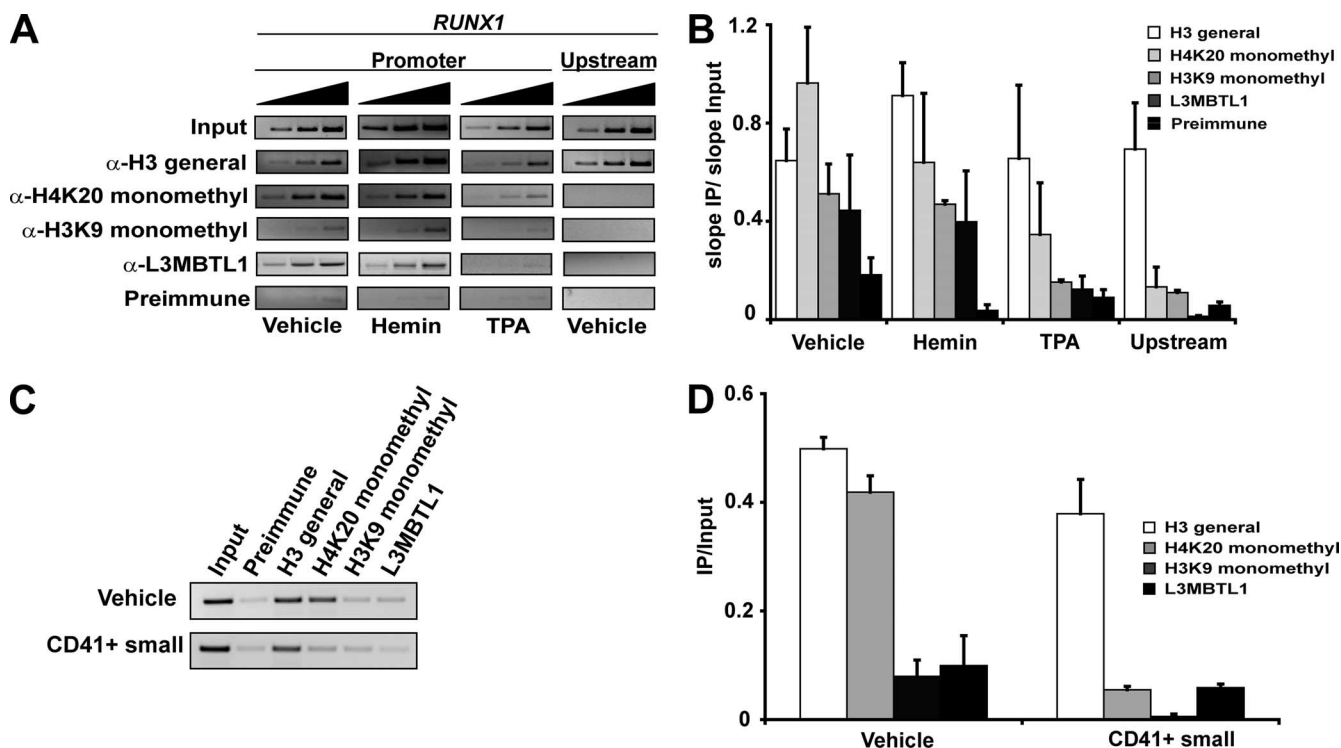 A
RUNX1
Promoter
Upstream
Input
α-H3 general
α-H4K20 monomethyl
α-H3K9 monomethyl
α-L3MBTL1
Preimmune
Vehicle
Hemin
TPA
Vehicle
B
slope IP/ slope Input
1.2
0.8
0.4
0
H3 general
H4K20 monomethyl
H3K9 monomethyl
L3MBTL1
Preimmune
Vehicle
Hemin
TPA
Upstream
C
Input
Preimmune
H3 general
H4K20 monomethyl
H3K9 monomethyl
L3MBTL1
Vehicle
CD41+ small
D
IP/Input
0.6
0.4
0.2
0
H3 general
H4K20 monomethyl
H3K9 monomethyl
L3MBTL1
Vehicle
CD41+ small